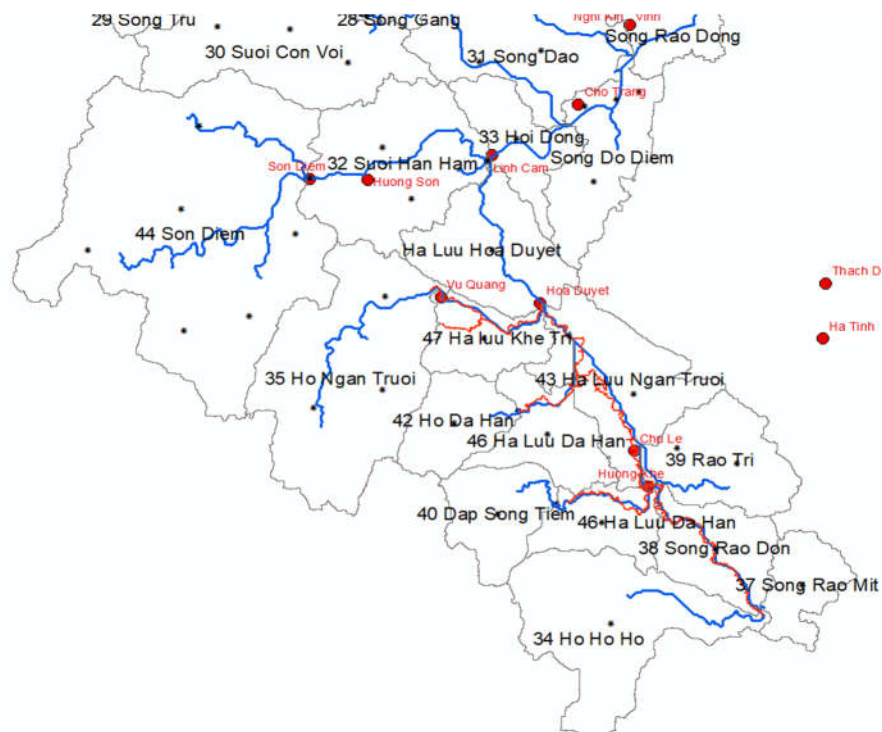 29 Song Tru
28 Song Gang
Nghi Kin
Vinh
Song Rao Dong
30 Suoi Con Voi
31 Song Dao
Cho Trang
33 Hoi Dong
Son Diem
32 Suoi Han Ham
Linh Cam
Song Do Diem
Huong Son
44 Son Diem
Ha Luu Hoa Duyet
Thach D
Vu Quang
Hoa Duyet
Ha Tinh
47 Ha luu Khe Tri
43 Ha Luu Ngan Truoi
35 Ho Ngan Truoi
42 Ho Da Han
46 Ha Luu Da Han
Cho Le
39 Rao Tri
Huong Khe
40 Dap Song Tiem
46 Ha Luu Da Han
38 Song Rao Don
37 Song Rao Mit
34 Ho Ho Ho